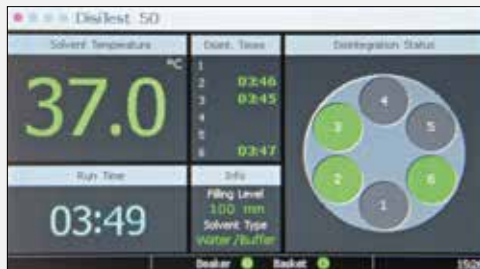 DisiTest 50
Solvent Temperature
°C
37.0
Disint. Times
1
2 03:46
3 03:45
4
5
6 03:47
Disintegration Status
4
3
5
2
6
1
Run Time
03:49
Info
Filling Level
100 mm
Solvent Type
Water/Buffer
Beaker
Basket